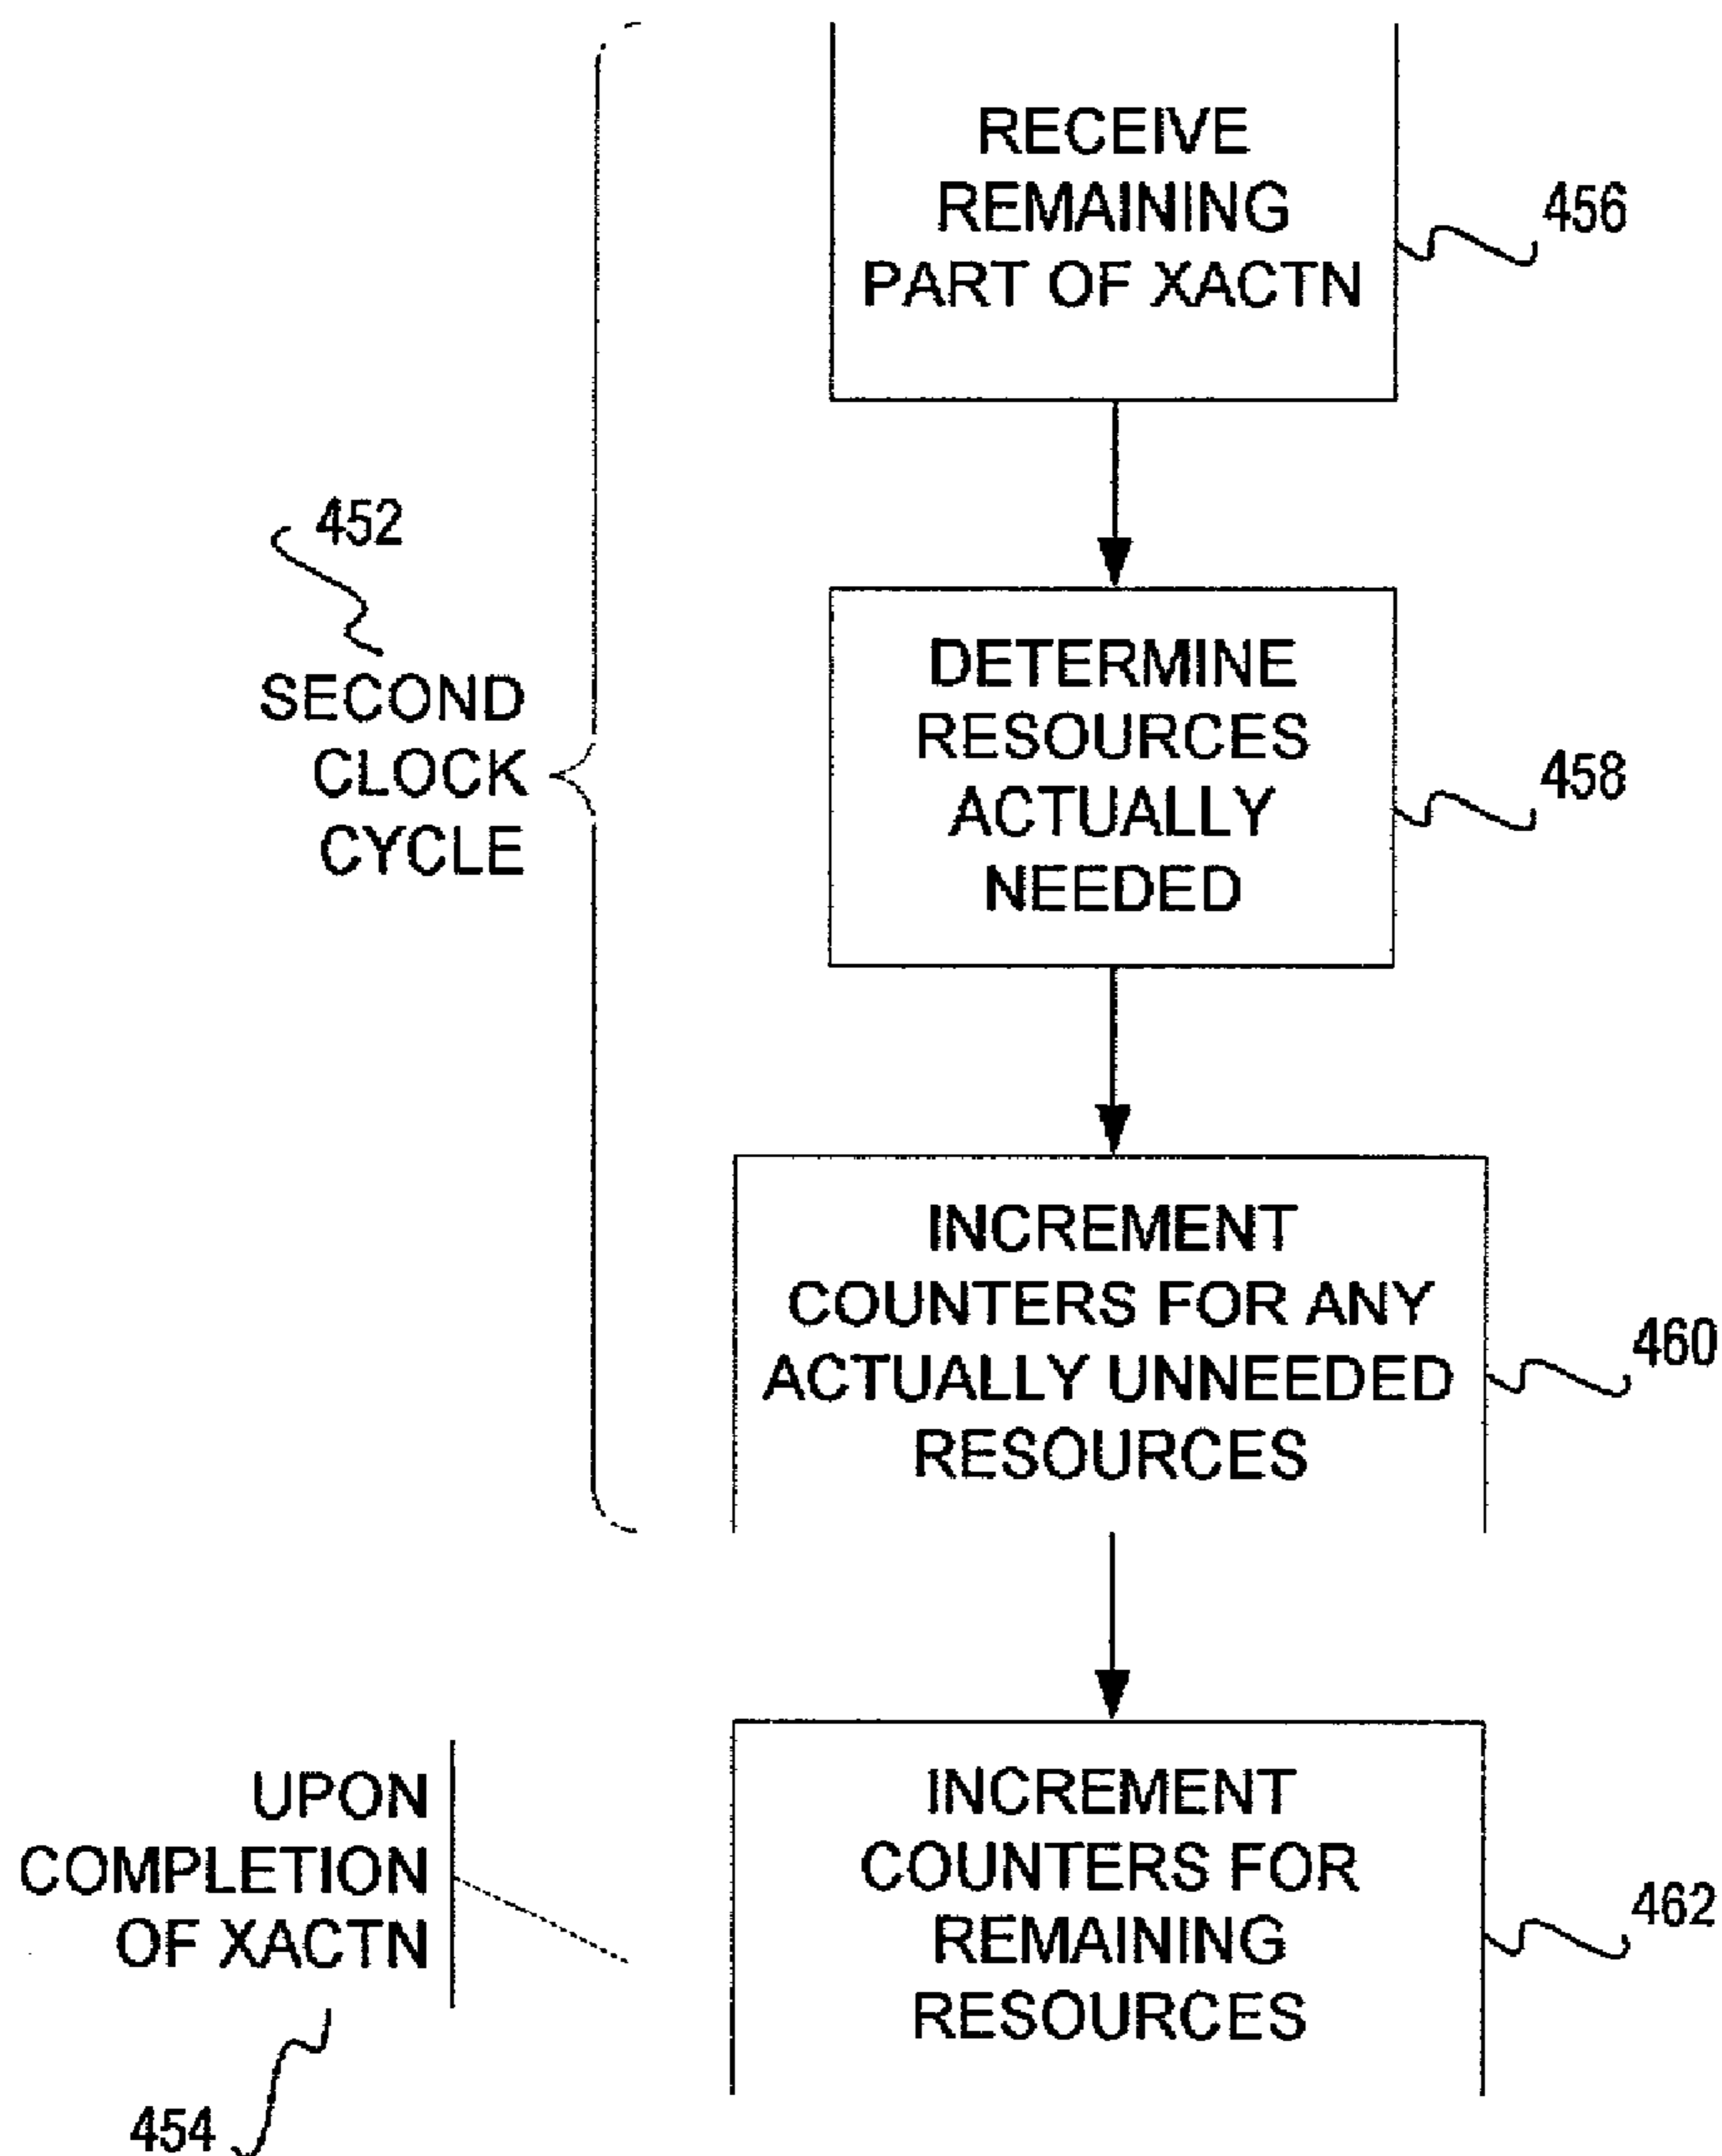 RECEIVE
REMAINING
PART OF XACTN
456
452
SECOND
CLOCK
CYCLE
DETERMINE
RESOURCES
ACTUALLY
NEEDED
458
INCREMENT
COUNTERS FOR ANY
ACTUALLY UNNEEDED
RESOURCES
460
UPON
COMPLETION
OF XACTN
454
INCREMENT
COUNTERS FOR
REMAINING
RESOURCES
462